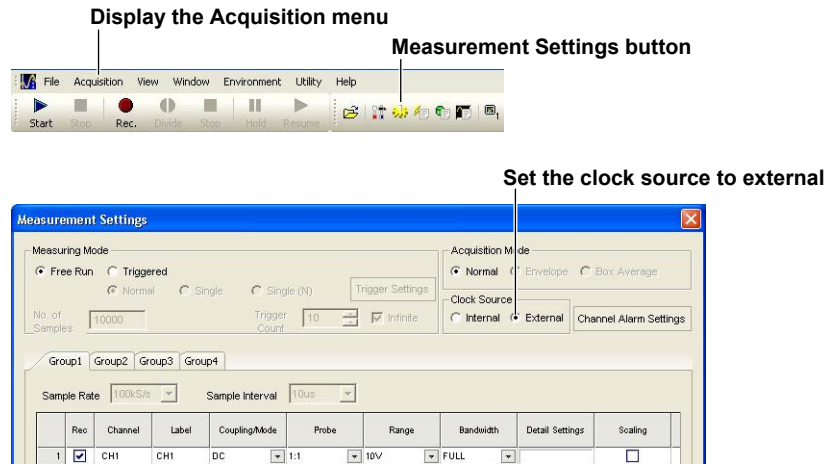 Display the Acquisition menu
Measurement Settings button
File Acquisition View Window Environment Utility Help
Start Stop Rec. Divide Stop Hold Resume
Set the clock source to external
Measurement Settings
Measuring Mode Acquisition Mode
Free Run Triggered Normal Envelope Box Average
Normal Single Single (N) Trigger Settings
Clock Source
No. of Samples 10000 Trigger Count 10 Infinite Internal External Channel Alarm Settings
Group1 Group2 Group3 Group4
Sample Rate 100kS/s Sample Interval 10us
Rec Channel Label Coupling/Mode Probe Range Bandwidth Detail Settings Scaling
1 CH1 CH1 DC 1:1 10V FULL